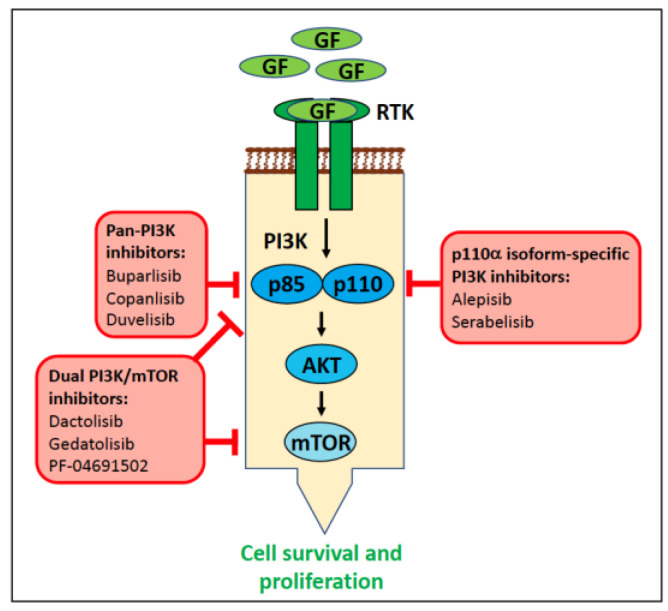 GF
GF
GF
GF
RTK
PI3K
p85
p110
AKT
mTOR
Pan-PI3K
inhibitors:
Buparlisib
Copanlisib
Duvelisib
p110α isoform-specific
PI3K inhibitors:
Alepisib
Serabelisib
Dual PI3K/mTOR
inhibitors:
Dactolisib
Gedatolisib
PF-04691502
Cell survival and
proliferation